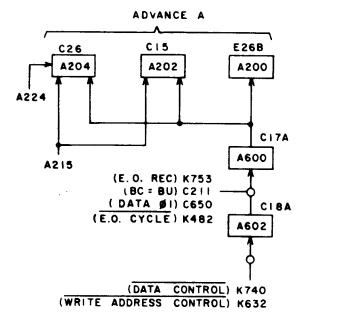 ADVANCE A
C26 C15 E26B
A204 A202 A200
A224
C17A
A215
A600
(E.O. REC) K753
(BC = BU) C211
(DATA Ø1) C650
(E.O. CYCLE) K482
C18A
A602
(DATA CONTROL) K740
(WRITE ADDRESS CONTROL) K632